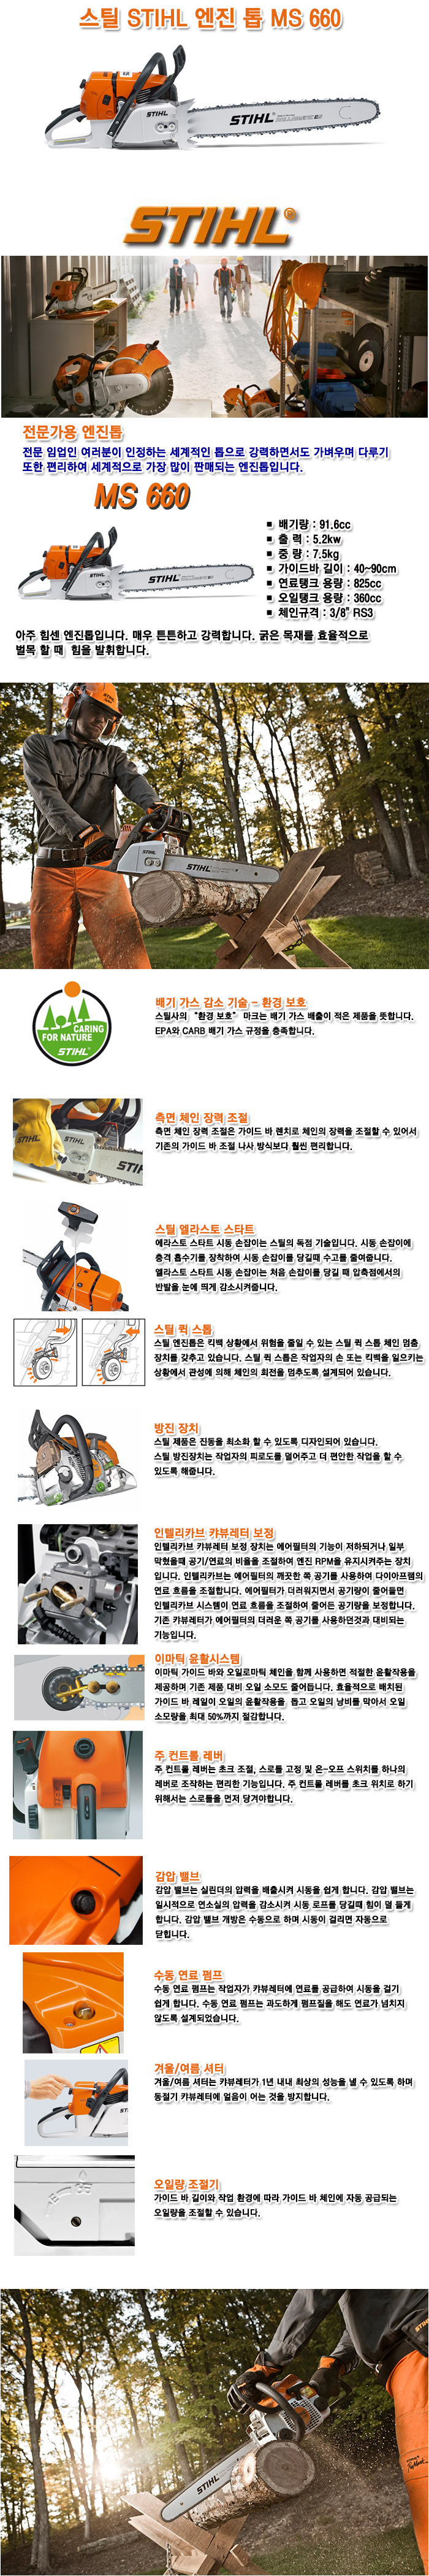 스틸 STIHL 엔진 톱 MS 660
STIHL
STIHL®
전문가용 엔진톱
전문 임업인 여러분이 인정하는 세계적인 톱으로 강력하면서도 가벼우며 다루기
또한 편리하여 세계적으로 가장 많이 판매되는 엔진톱입니다.
MS 660
■ 배기량 : 91.6cc
■ 출 력 : 5.2kw
■ 중 량 : 7.5kg
■ 가이드바 길이 : 40-90cm
■ 연료탱크 용량 : 825cc
■ 오일탱크 용량 : 360cc
■ 체인규격 : 3/8" RS3
STIHL
아주 힘센 엔진톱입니다. 매우 튼튼하고 강력합니다. 굵은 목재를 효율적으로
벌목 할 때 힘을 발휘합니다.
STIHL
STIHL
배기 가스 감소 기술 - 환경 보호
스틸사의 "환경 보호" 마크는 배기 가스 배출이 적은 제품을 뜻합니다.
EPA와 CARB 배기 가스 규정을 충족합니다.
CARING
FOR NATURE
STIHL
측면 체인 장력 조절
측면 체인 장력 조절은 가이드 바 렌치로 체인의 장력을 조절할 수 있어서
기존의 가이드 바 조절 나사 방식보다 훨씬 편리합니다.
STIHL
스틸 엘라스토 스타트
에라스토 스타트 시동 손잡이는 스틸의 독점 기술입니다. 시동 손잡이에
충격 흡수기를 장착하여 시동 손잡이를 당길때 수고를 줄여줍니다.
엘라스토 스타트 시동 손잡이는 처음 손잡이를 당길 때 압축점에서의
반발을 눈에 띄게 감소시켜줍니다.
스틸 퀵 스톱
스틸 엔진톱은 킥백 상황에서 위험을 줄일 수 있는 스틸 퀵 스톱 체인 멈춤
장치를 갖추고 있습니다. 스틸 퀵 스톱은 작업자의 손 또는 킥백을 일으키는
상황에서 관성에 의해 체인의 회전을 멈추도록 설계되어 있습니다.
방진 장치
스틸 제품은 진동을 최소화 할 수 있도록 디자인되어 있습니다.
스틸 방진장치는 작업자의 피로도를 덜어주고 더 편안한 작업을 할 수
있도록 해줍니다.
인텔리카브 캬뷰레터 보정
인텔리카브 캬뷰레터 보정 장치는 에어필터의 기능이 저하되거나 일부
막혔을때 공기/연료의 비율을 조절하여 엔진 RPM을 유지시켜주는 장치
입니다. 인텔리카브는 에어필터의 깨끗한 쪽 공기를 사용하여 다이아프램의
연료 흐름을 조절합니다. 에어필터가 더러워지면서 공기량이 줄어들면
인텔리카브 시스템이 연료 흐름을 조절하여 줄어든 공기량을 보정합니다.
기존 캬뷰레터가 에어필터의 더러운 쪽 공기를 사용하던것과 대비되는
기능입니다.
이마틱 윤활시스템
이마틱 가이드 바와 오일로마틱 체인을 함께 사용하면 적절한 윤활작용을
제공하며 기존 제품 대비 오일 소모도 줄어듭니다. 효율적으로 배치된
가이드 바 레일이 오일의 윤활작용을 돕고 오일의 낭비를 막아서 오일
소모량을 최대 50%까지 절감합니다.
주 컨트롤 레버
주 컨트롤 레버는 초크 조절, 스로틀 고정 및 온-오프 스위치를 하나의
레버로 조작하는 편리한 기능입니다. 주 컨트롤 레버를 초크 위치로 하기
위해서는 스로틀을 먼저 당겨야합니다.
감압 밸브
감압 밸브는 실린더의 압력을 배출시켜 시동을 쉽게 합니다. 감압 밸브는
일시적으로 연소실의 압력을 감소시켜 시동 로프를 당길때 힘이 덜 들게
합니다. 감압 밸브 개방은 수동으로 하며 시동이 걸리면 자동으로
닫힙니다.
수동 연료 펌프
수동 연료 펌프는 작업자가 캬뷰레터에 연료를 공급하여 시동을 걸기
쉽게 합니다. 수동 연료 펌프는 과도하게 펌프질을 해도 연료가 넘치지
않도록 설계되었습니다.
겨울/여름 셔터
겨울/여름 셔터는 캬뷰레터가 1년 내내 최상의 성능을 낼 수 있도록 하며
동절기 캬뷰레터에 얼음이 어는 것을 방지합니다.
오일량 조절기
가이드 바 길이와 작업 환경에 따라 가이드 바 체인에 자동 공급되는
오일량을 조절할 수 있습니다.
STIHL